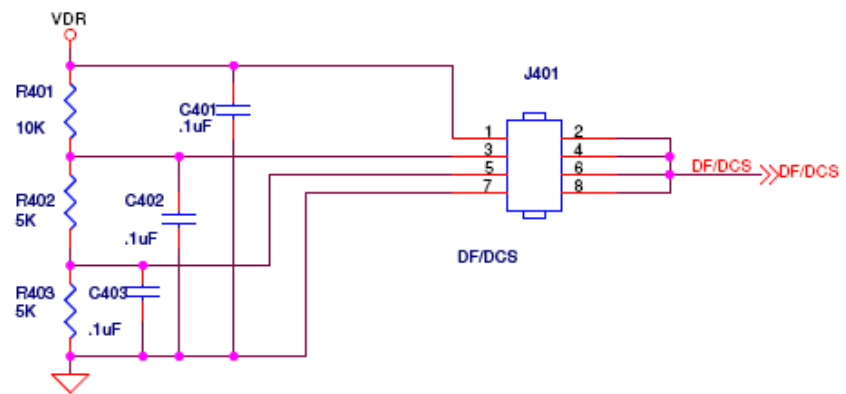 VDR
J401
R401
10K
C401
.1uF
1
2
3
4
5
6
7
8
DF/DCS
DF/DCS
R402
5K
C402
.1uF
DF/DCS
R403
5K
C403
.1uF